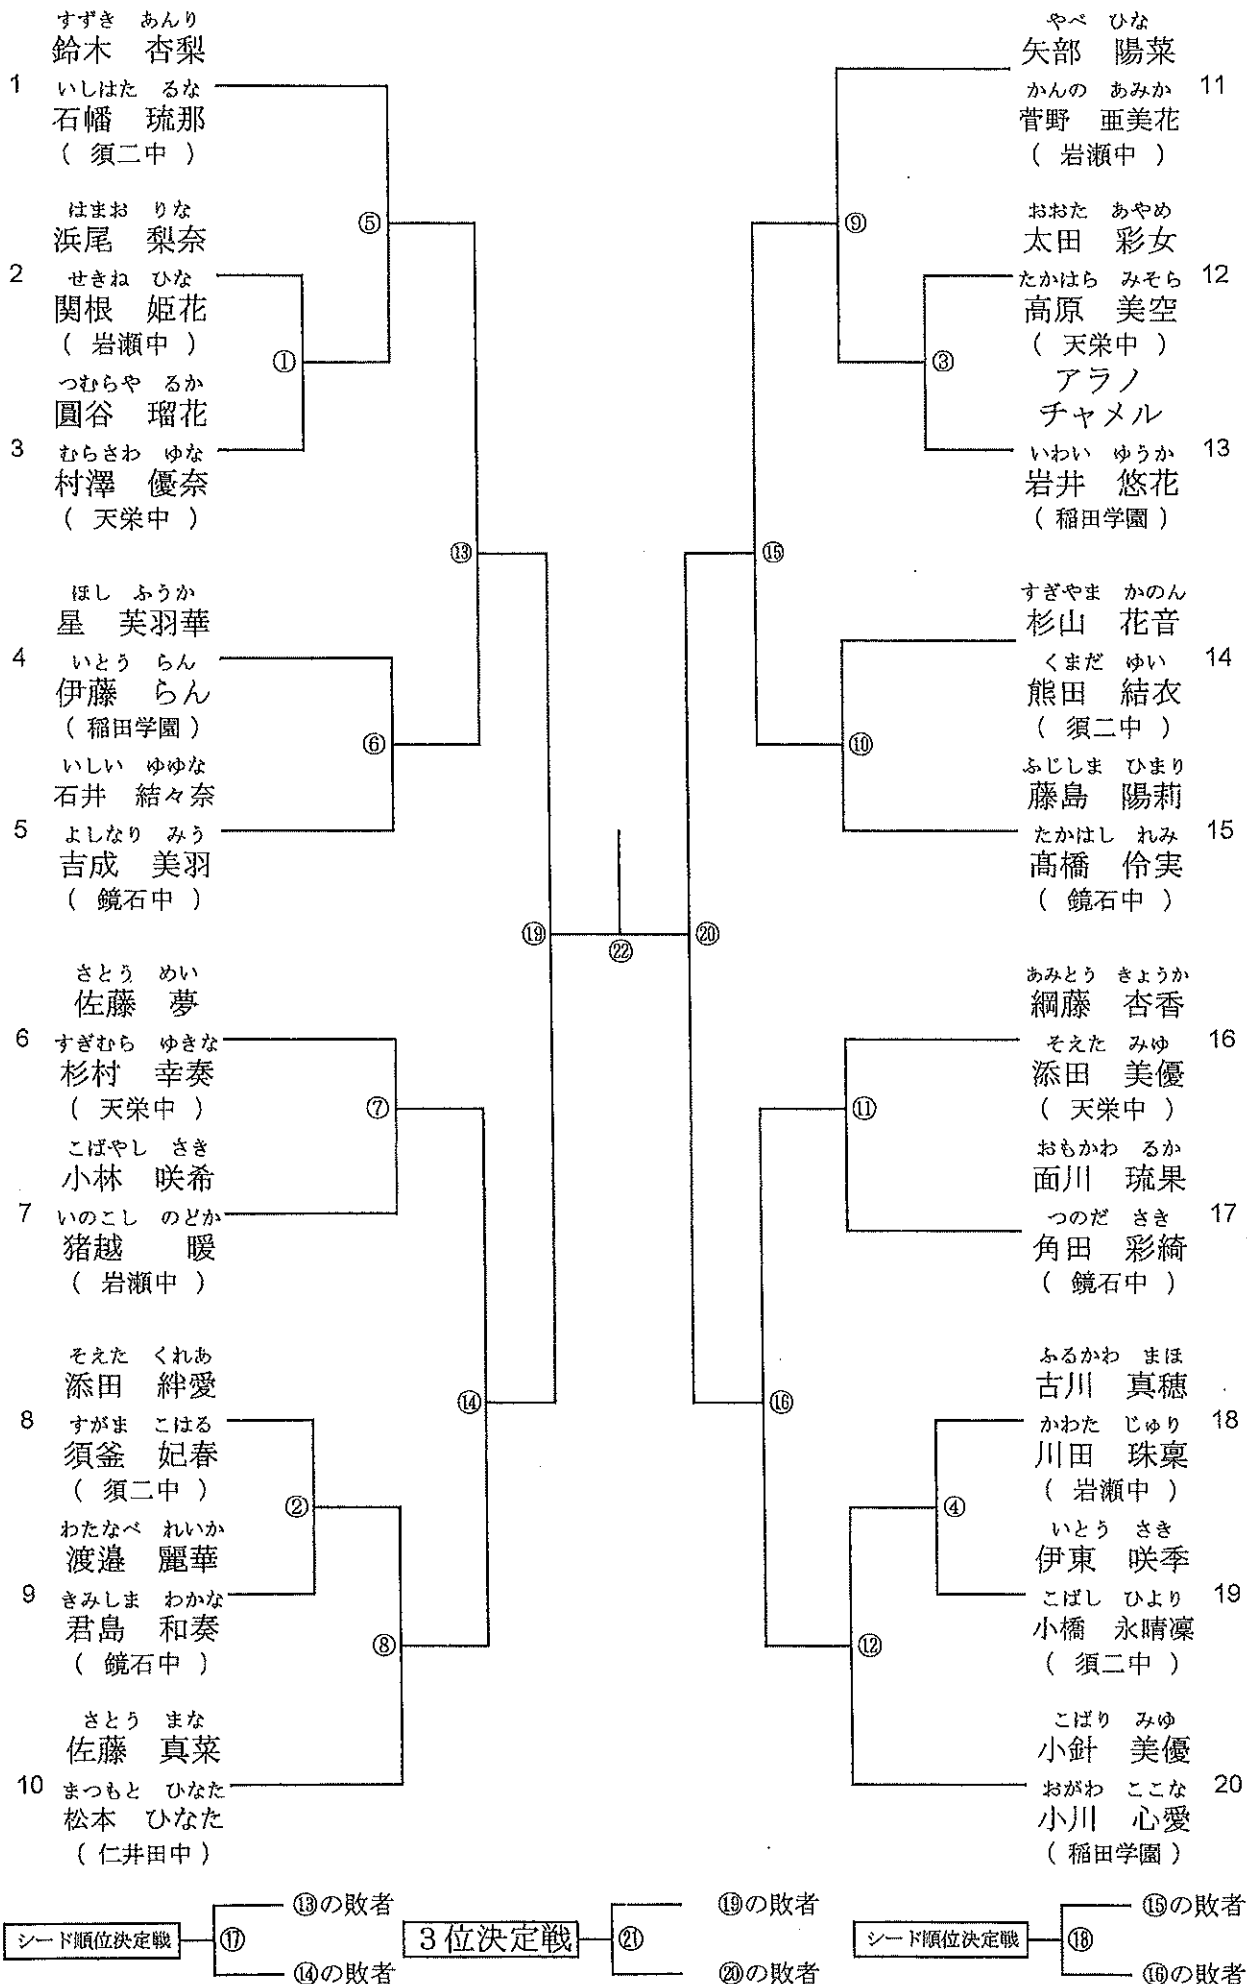 すずき あんり
鈴木 杏梨
1
いしはた るな
石幡 琉那
( 須二中 )
はまお りな
浜尾 梨奈
2
せきね ひな
関根 姫花
( 岩瀬中 )
つむらや るか
圓谷 瑠花
3
むらさわ ゆな
村澤 優奈
( 天栄中 )
ほし ふうか
星 芙羽華
4
いとう らん
伊藤 らん
( 稲田学園 )
いしい ゆゆな
石井 結々奈
5
よしなり みう
吉成 美羽
( 鏡石中 )
さとう めい
佐藤 夢
6
すぎむら ゆきな
杉村 幸奏
( 天栄中 )
こばやし さき
小林 咲希
7
いのこし のどか
猪越 暖
( 岩瀬中 )
そえた くれあ
添田 絆愛
8
すがま こはる
須釜 妃春
( 須二中 )
わたなべ れいか
渡邉 麗華
9
きみしま わかな
君島 和奏
( 鏡石中 )
さとう まな
佐藤 真菜
10
まつもと ひなた
松本 ひなた
( 仁井田中 )
①
②
⑤
⑥
⑦
⑧
⑬
⑭
⑲
㉒
⑳
⑮
⑯
⑨
⑩
⑪
⑫
③
④
やべ ひな
矢部 陽菜
かんの あみか
11
菅野 亜美花
( 岩瀬中 )
おおた あやめ
太田 彩女
たかはら みそら
12
高原 美空
( 天栄中 )
アラノ
チャメル
いわい ゆうか
13
岩井 悠花
( 稲田学園 )
すぎやま かのん
杉山 花音
くまだ ゆい
14
熊田 結衣
( 須二中 )
ふじしま ひまり
藤島 陽莉
たかはし れみ
15
髙橋 伶実
( 鏡石中 )
あみとう きょうか
綱藤 杏香
そえた みゆ
16
添田 美優
( 天栄中 )
おもかわ るか
面川 琉果
つのだ さき
17
角田 彩綺
( 鏡石中 )
ふるかわ まほ
古川 真穂
かわた じゅり
18
川田 珠稟
( 岩瀬中 )
いとう さき
伊東 咲季
こばし ひより
19
小橋 永晴凜
( 須二中 )
こばり みゆ
小針 美優
おがわ ここな
20
小川 心愛
( 稲田学園 )
シード順位決定戦
⑰
⑬の敗者
⑭の敗者
3位決定戦
㉑
⑲の敗者
⑳の敗者
シード順位決定戦
⑱
⑮の敗者
⑯の敗者